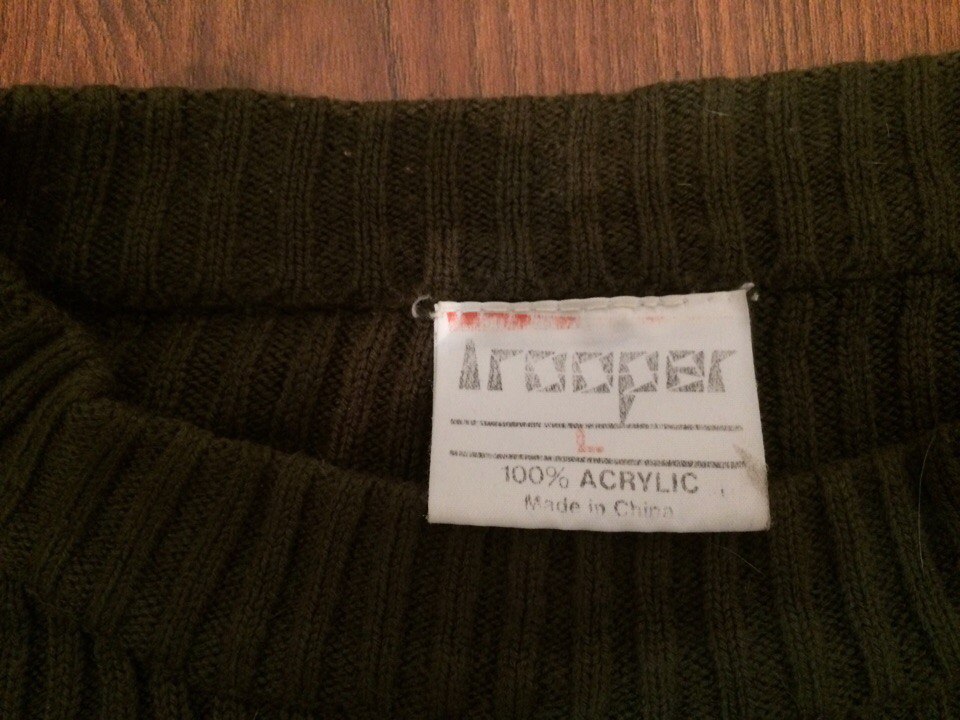 Trooper
L
100% ACRYLIC
Made in China